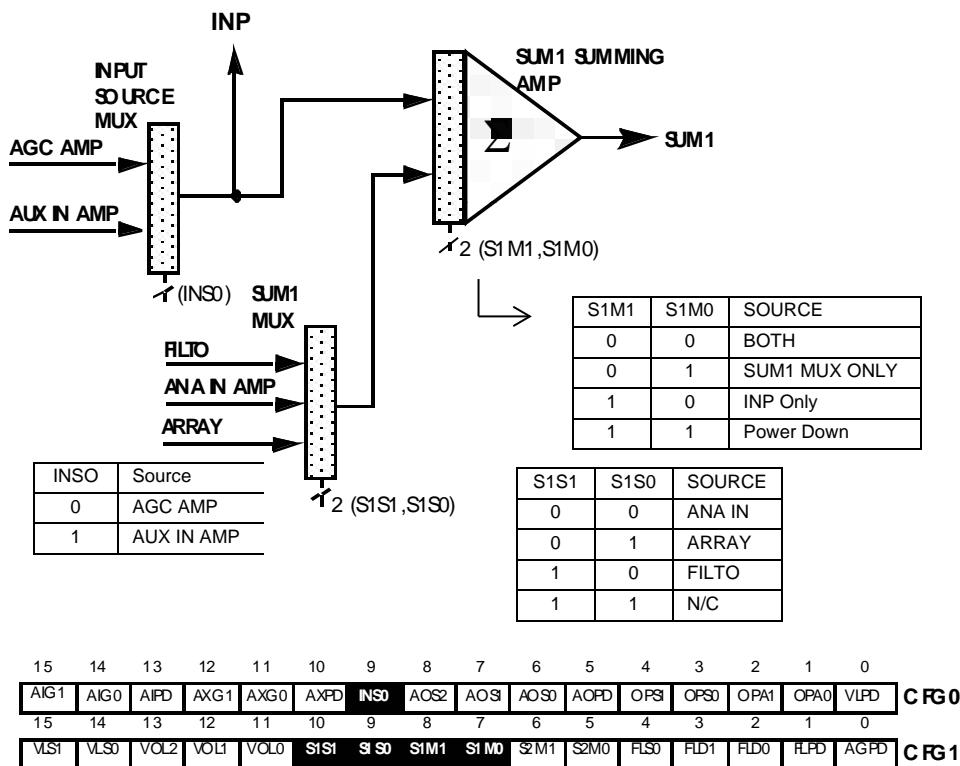 INP
INPUT
SOURCE
MUX
SUM1 SUMMING
AMP
AGC AMP
AUX IN AMP
Σ
SUM1
2 (S1M1,S1M0)
(INS0)
SUM1
MUX
FILTO
ANA IN AMP
ARRAY
2 (S1S1,S1S0)
S1M1 S1M0 SOURCE
0 0 BOTH
0 1 SUM1 MUX ONLY
1 0 INP Only
1 1 Power Down
INSO Source
0 AGC AMP
1 AUX IN AMP
S1S1 S1S0 SOURCE
0 0 ANA IN
0 1 ARRAY
1 0 FILTO
1 1 N/C
15 14 13 12 11 10 9 8 7 6 5 4 3 2 1 0
AIG1 AIG0 AIPD AXG1 AXG0 AXPD INS0 AOS2 AOS1 AOS0 AOPD OPS1 OPS0 OPA1 OPA0 VLPD CFG0
15 14 13 12 11 10 9 8 7 6 5 4 3 2 1 0
VLS1 VLS0 VOL2 VOL1 VOL0 S1S1 S1S0 S1M1 S1M0 S2M1 S2M0 FLS0 FLD1 FLD0 FLPD AGPD CFG1